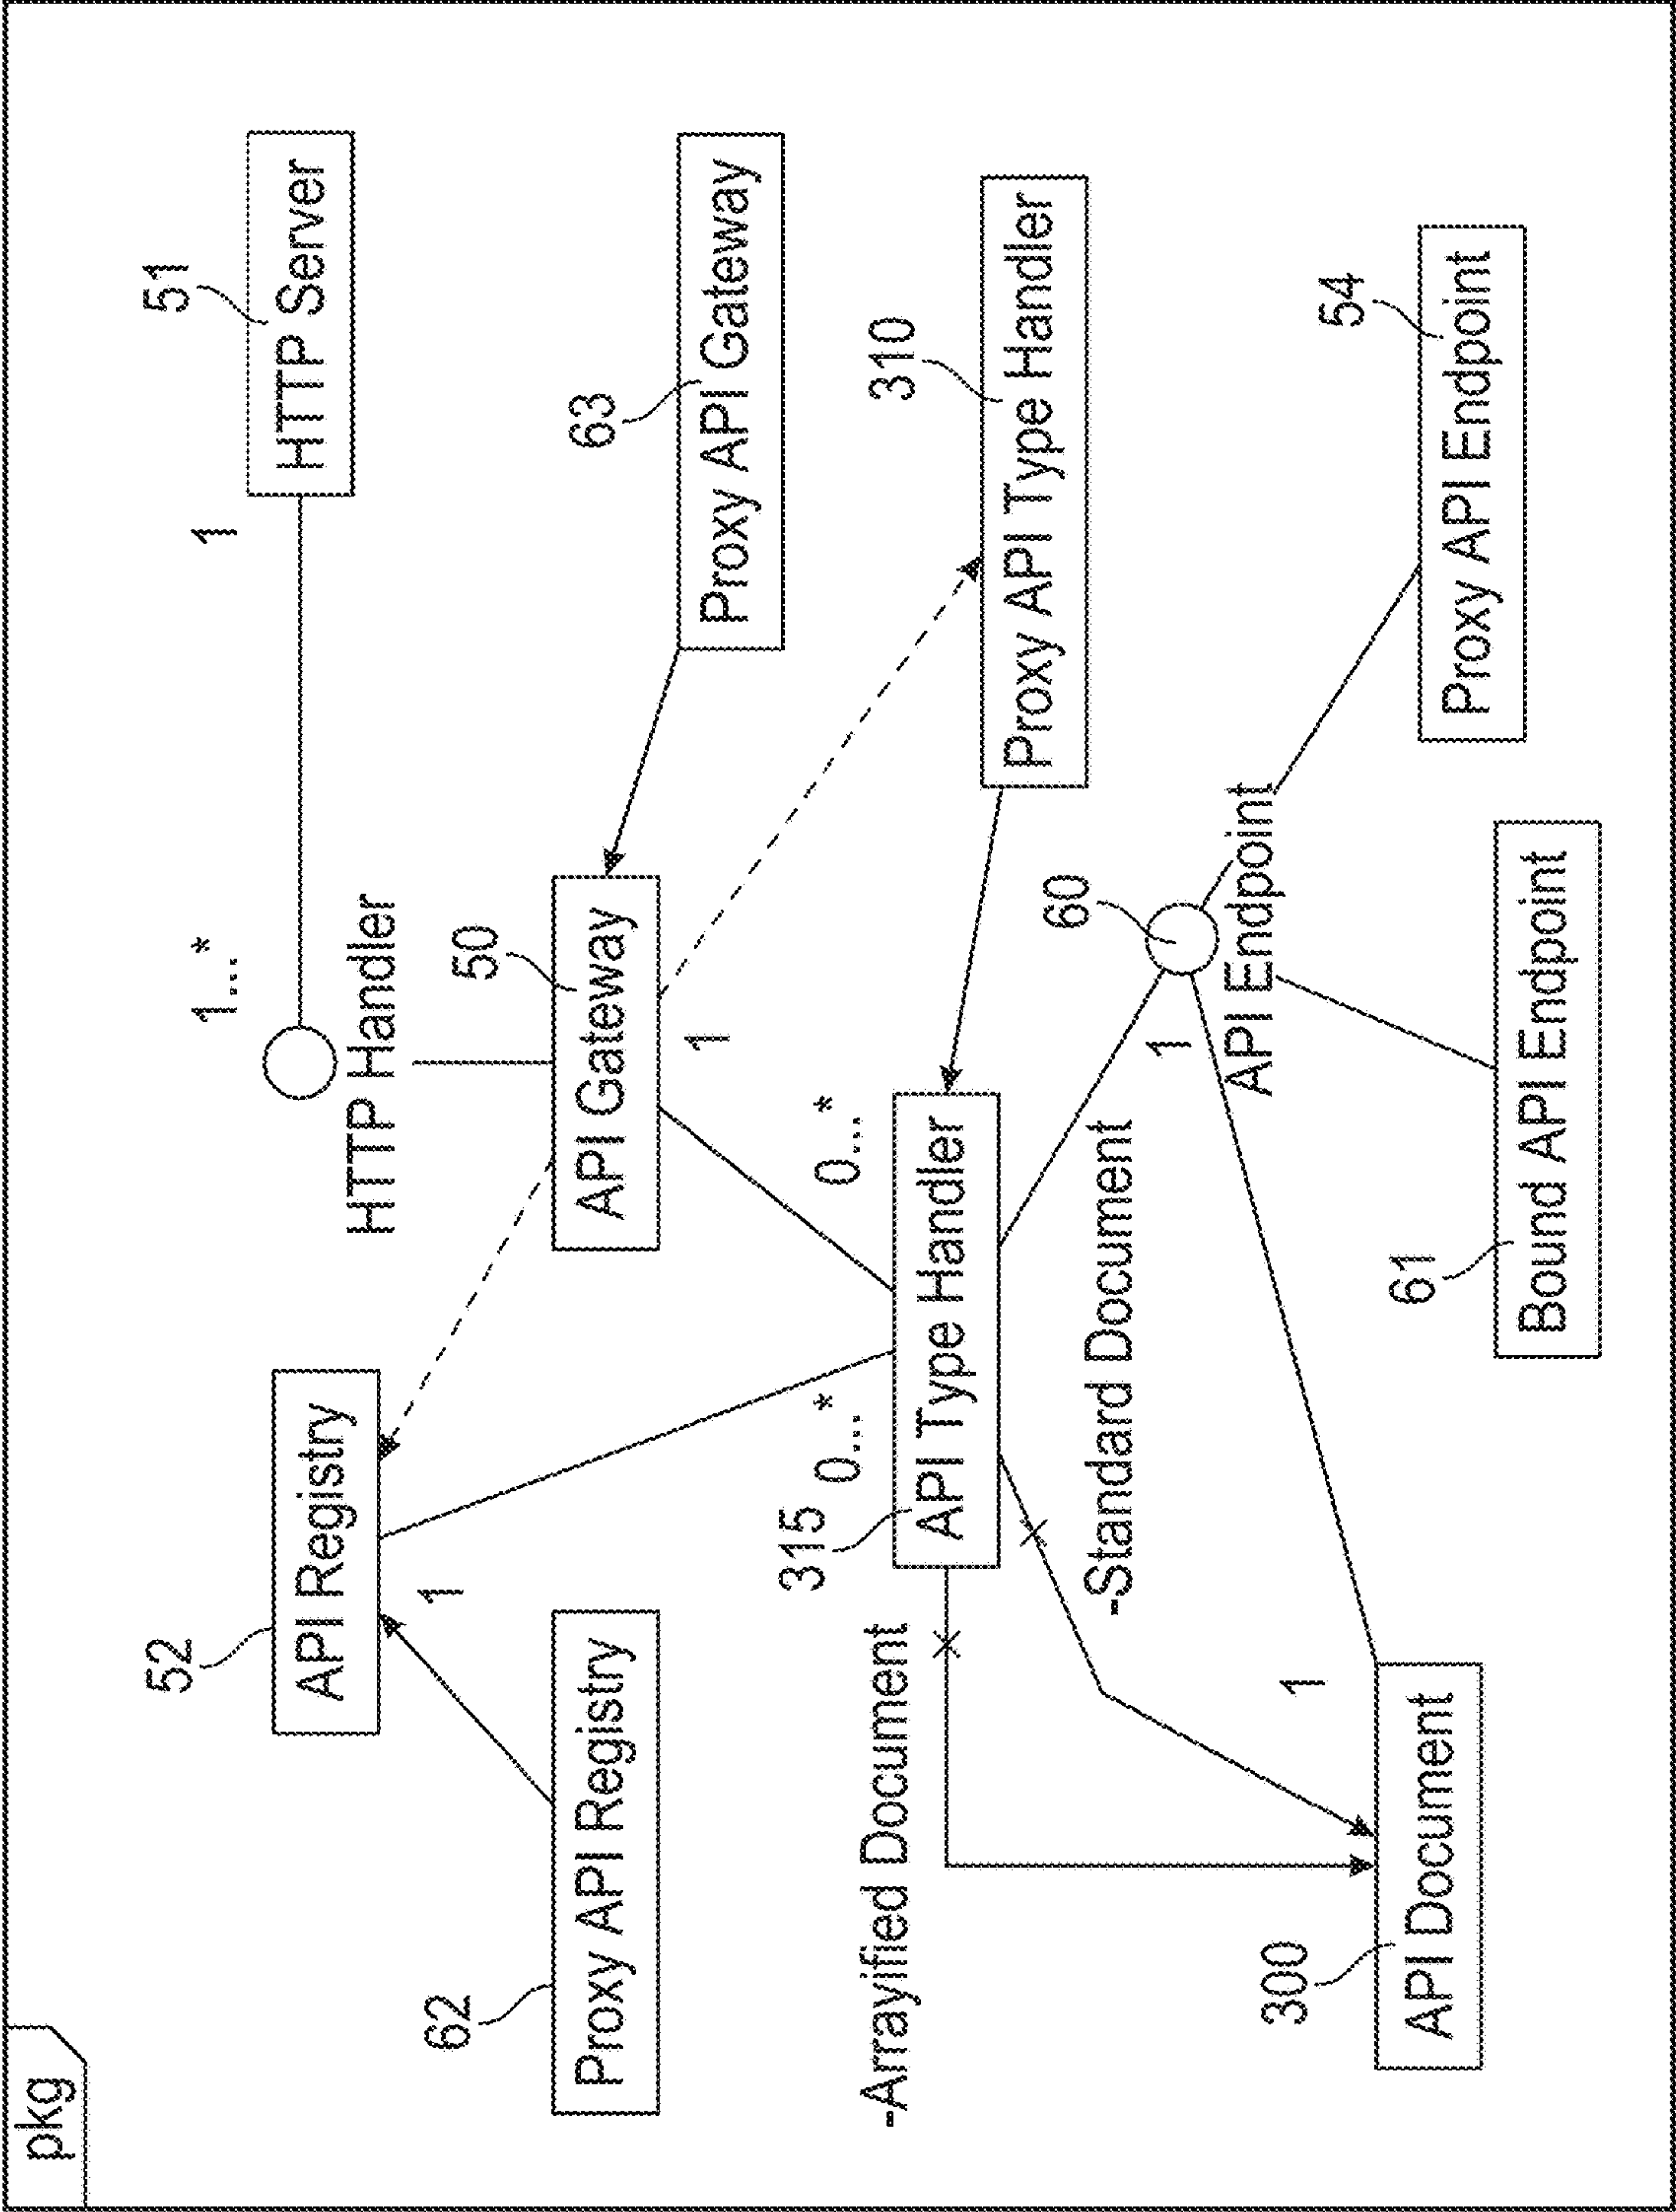 pkg
52
API Registry
1
62
Proxy API Registry
1...*
HTTP Handler
1
51
HTTP Server
50
API Gateway
1
63
Proxy API Gateway
-Arrayified Document
315
0...*
0...*
API Type Handler
310
Proxy API Type Handler
-Standard Document
60
1
API Endpoint
300
1
API Document
61
Bound API Endpoint
54
Proxy API Endpoint